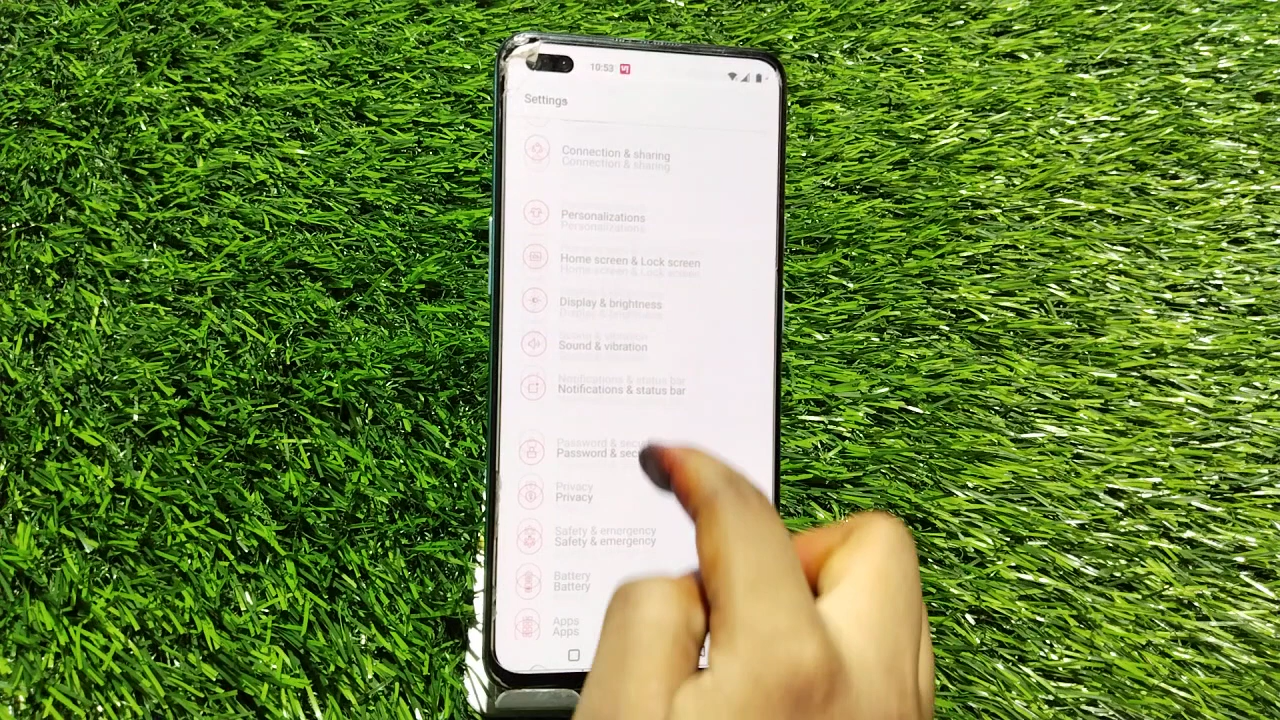 10:53
Settings
Connection & sharing
Personalizations
Home screen & Lock screen
Display & brightness
Sound & vibration
Notifications & status bar
Password &
Privacy
Safety & emergency
Battery
Apps